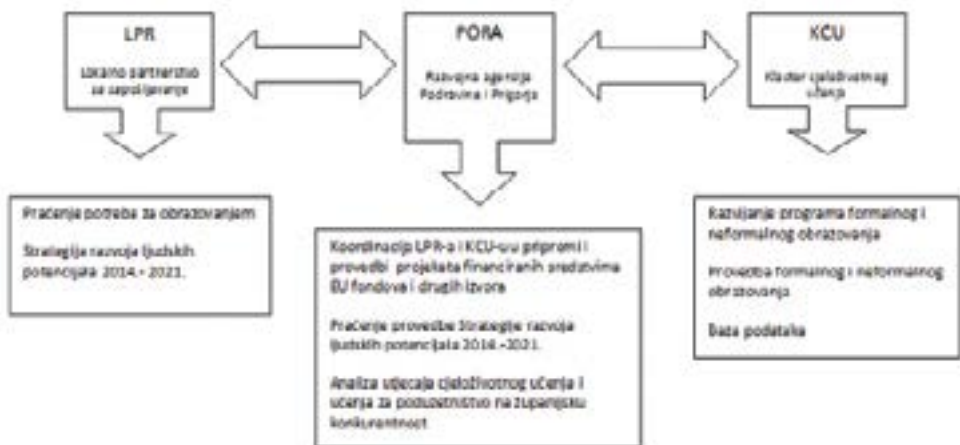 LPR
Lokalno partnerstvo
za zapošljavanje
PORA
Razvojna agencija
Podravina i Prigorje
KCU
Klaster cjeloživotnog
učenja
Praćenje potreba za obrazovanjem
Strategija razvoja ljudskih
potencijala 2014.- 2021.
Koordinacija LPR-a i KCU-u u pripremi i
provedbi projekata financiranih sredstvima
EU fondova i drugih izvora
Praćenje provedbe Strategije razvoja
ljudskih potencijala 2014.-2021.
Analiza utjecaja cjeloživotnog učenja i
učenja za poduzetništvo na županijsku
konkurentnost
Razvijanje programa formalnog i
neformalnog obrazovanja
Provedba formalnog i neformalnog
obrazovanja
Baza podataka